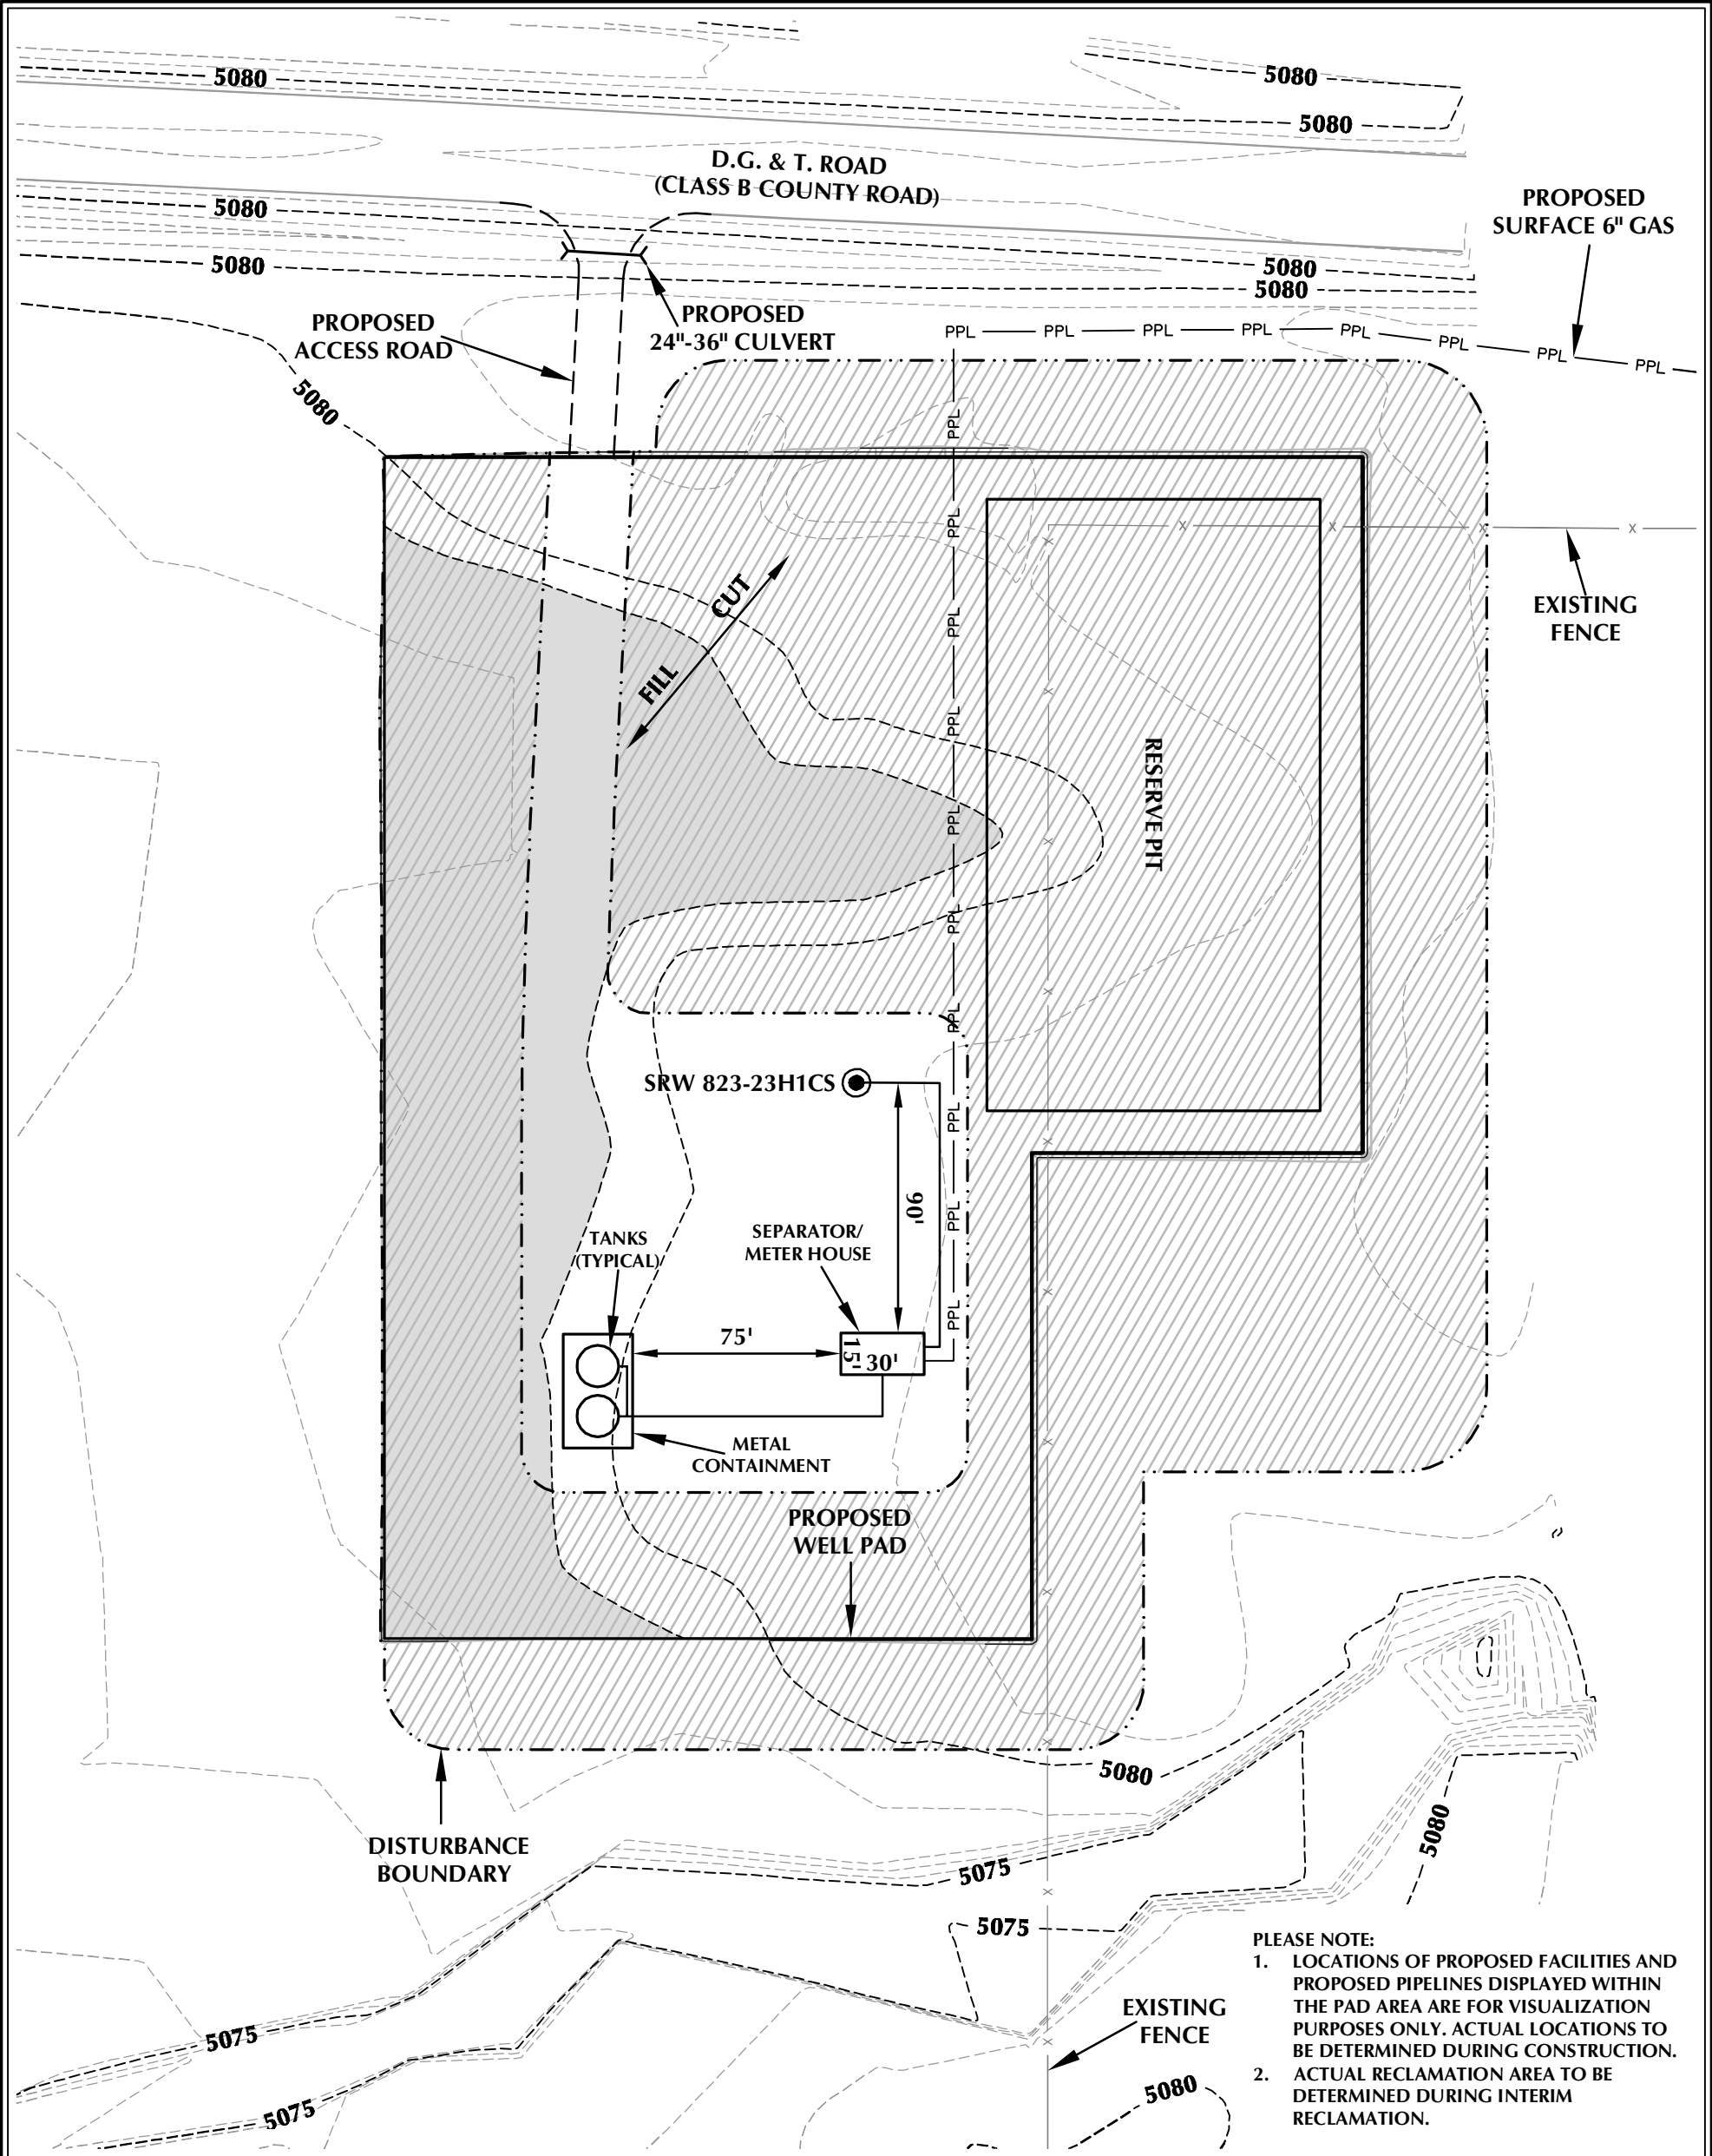 5080
5080
5080
D.G. & T. ROAD
(CLASS B COUNTY ROAD)
PROPOSED
SURFACE 6" GAS
5080
5080
5080
5080
PROPOSED
24"-36" CULVERT
PROPOSED
ACCESS ROAD
PPL PPL PPL PPL PPL PPL PPL PPL
5080
PPL
PPL
X X X X
X
EXISTING
FENCE
CUT
FILL
PPL
X
PPL
RESERVE PIT
PPL
X
PPL
X
PPL
SRW 823-23H1CS
PPL
X
90'
PPL
TANKS
(TYPICAL)
SEPARATOR/
METER HOUSE
X
PPL
75'
15'
30'
METAL
CONTAINMENT
X
PROPOSED
WELL PAD
X
X
5080
5080
DISTURBANCE
BOUNDARY
5075
X
5075
PLEASE NOTE:
1. LOCATIONS OF PROPOSED FACILITIES AND
PROPOSED PIPELINES DISPLAYED WITHIN
THE PAD AREA ARE FOR VISUALIZATION
PURPOSES ONLY. ACTUAL LOCATIONS TO
BE DETERMINED DURING CONSTRUCTION.
2. ACTUAL RECLAMATION AREA TO BE
DETERMINED DURING INTERIM
RECLAMATION.
EXISTING
FENCE
X
5075
5075
5080